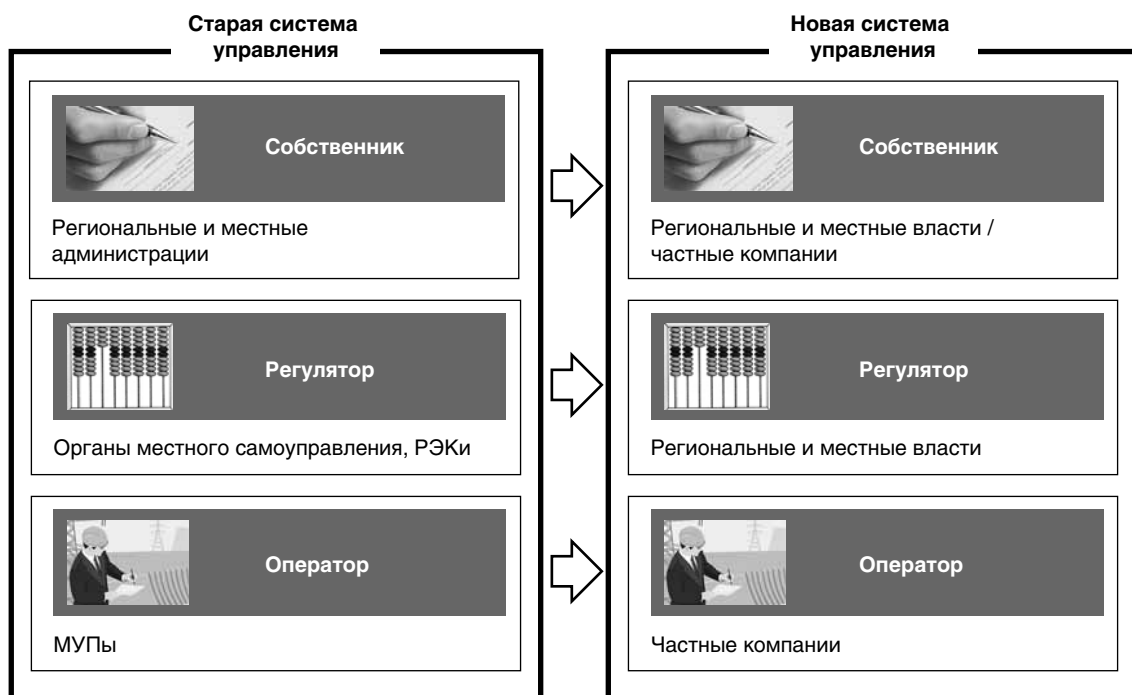 Старая система
управления
Собственник
Региональные и местные
администрации
Регулятор
Органы местного самоуправления, РЭКи
Оператор
МУПы
Новая система
управления
Собственник
Региональные и местные власти /
частные компании
Регулятор
Региональные и местные власти
Оператор
Частные компании